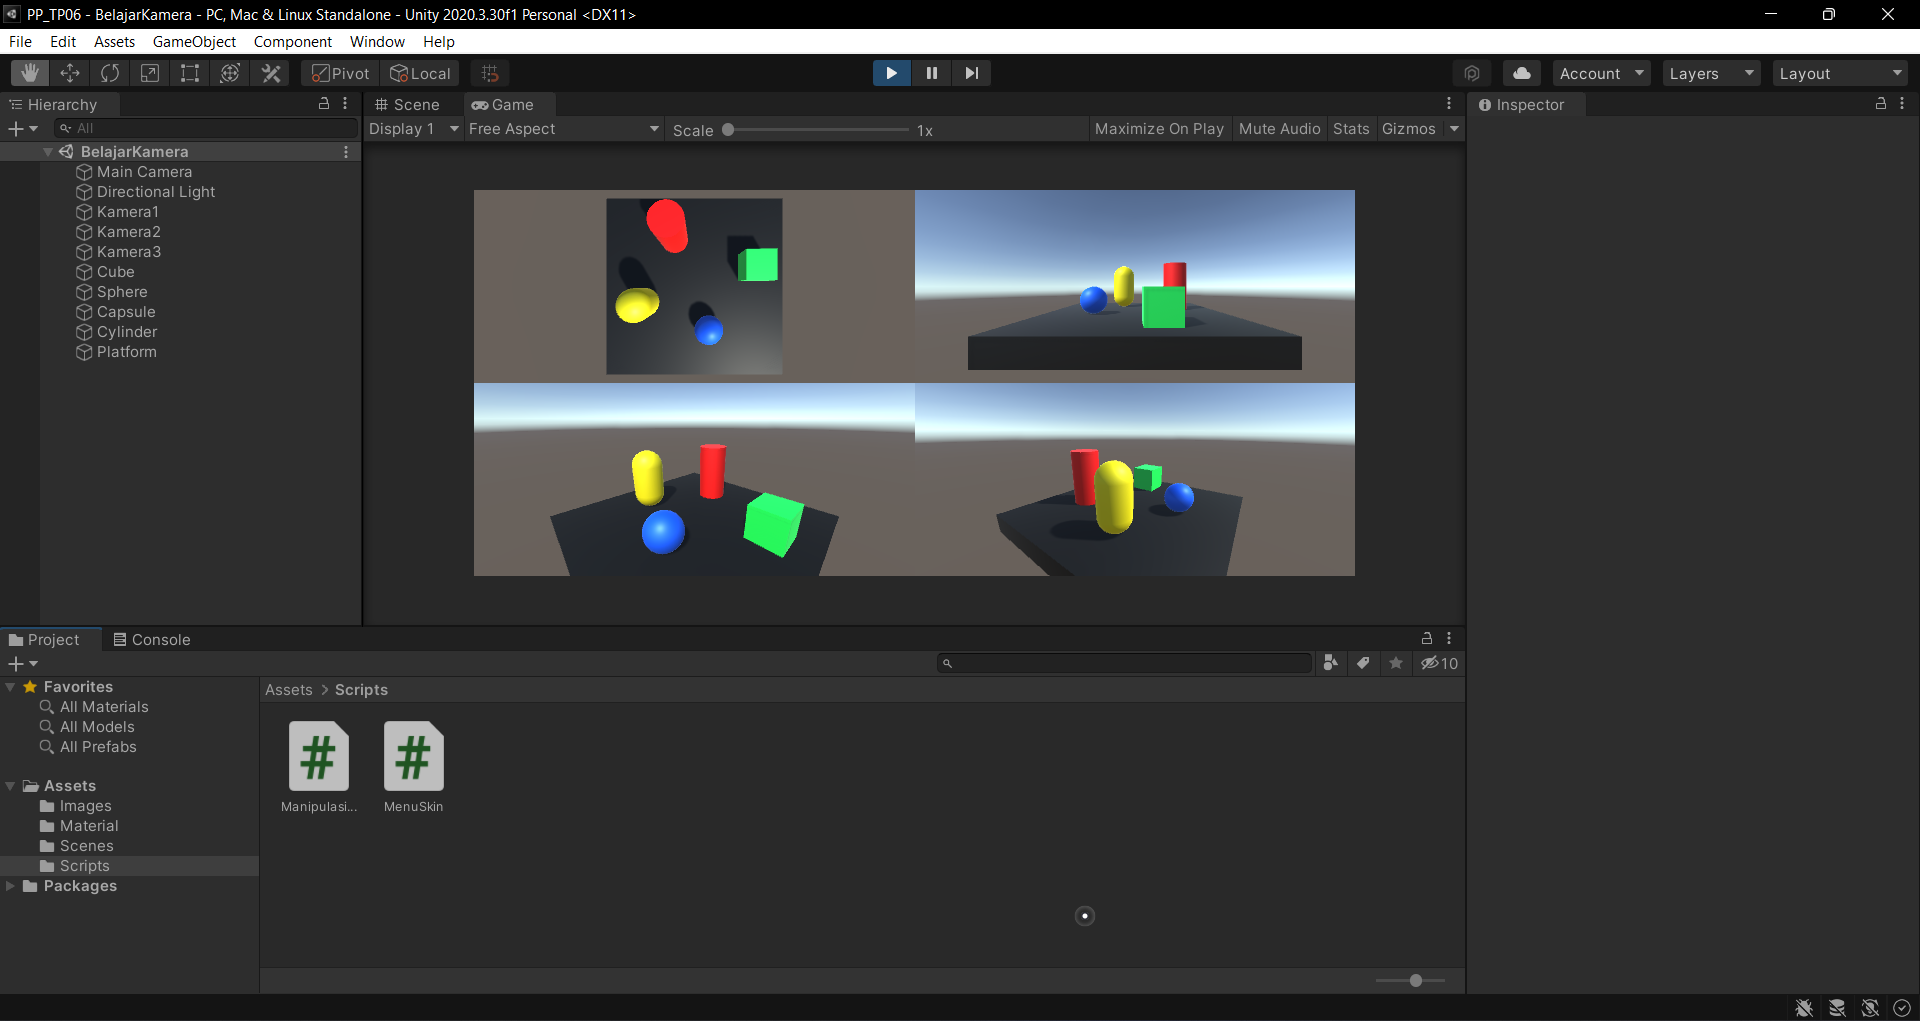 PP_TP06 - BelajarKamera - PC, Mac & Linux Standalone - Unity 2020.3.30f1 Personal <DX11>
File Edit Assets GameObject Component Window Help
Pivot Local Account Layers Layout
Hierarchy
Scene Game
Inspector
All
Display 1 Free Aspect Scale 1x Maximize On Play Mute Audio Stats Gizmos
BelajarKamera
Main Camera
Directional Light
Kamera1
Kamera2
Kamera3
Cube
Sphere
Capsule
Cylinder
Platform
Project Console
10
Favorites
All Materials
All Models
All Prefabs
Assets
Images
Material
Scenes
Scripts
Packages
Assets > Scripts
# #
Manipulasi... MenuSkin